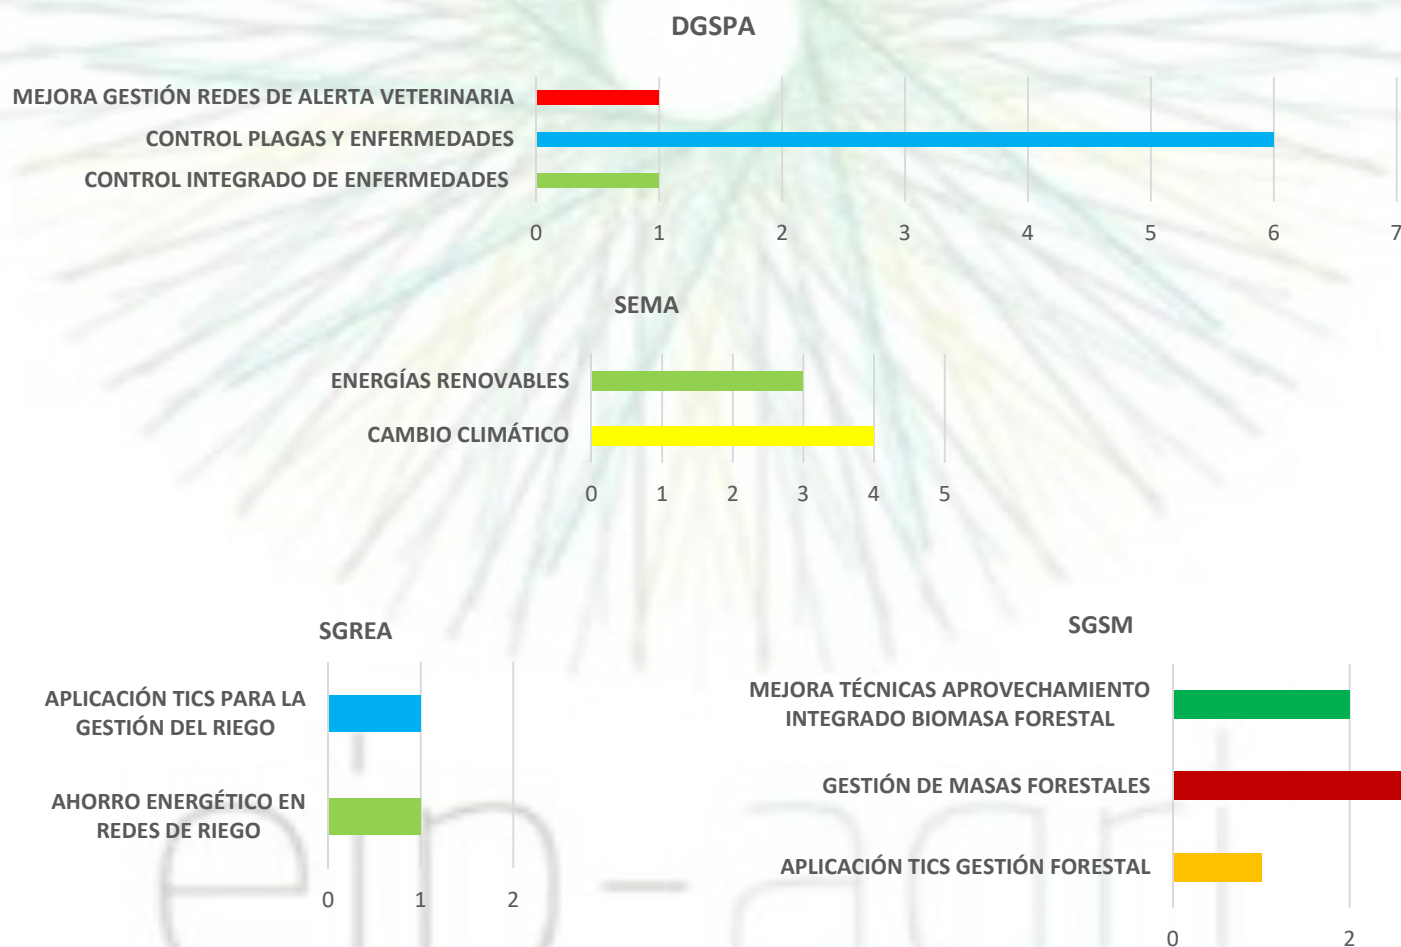 DGSPA
MEJORA GESTIÓN REDES DE ALERTA VETERINARIA
CONTROL PLAGAS Y ENFERMEDADES
CONTROL INTEGRADO DE ENFERMEDADES
0 1 2 3 4 5 6 7
SEMA
ENERGÍAS RENOVABLES
CAMBIO CLIMÁTICO
0 1 2 3 4 5
SGREA
APLICACIÓN TICS PARA LA
GESTIÓN DEL RIEGO
AHORRO ENERGÉTICO EN
REDES DE RIEGO
0 1 2
SGSM
MEJORA TÉCNICAS APROVECHAMIENTO
INTEGRADO BIOMASA FORESTAL
GESTIÓN DE MASAS FORESTALES
APLICACIÓN TICS GESTIÓN FORESTAL
0 2
eip-agri